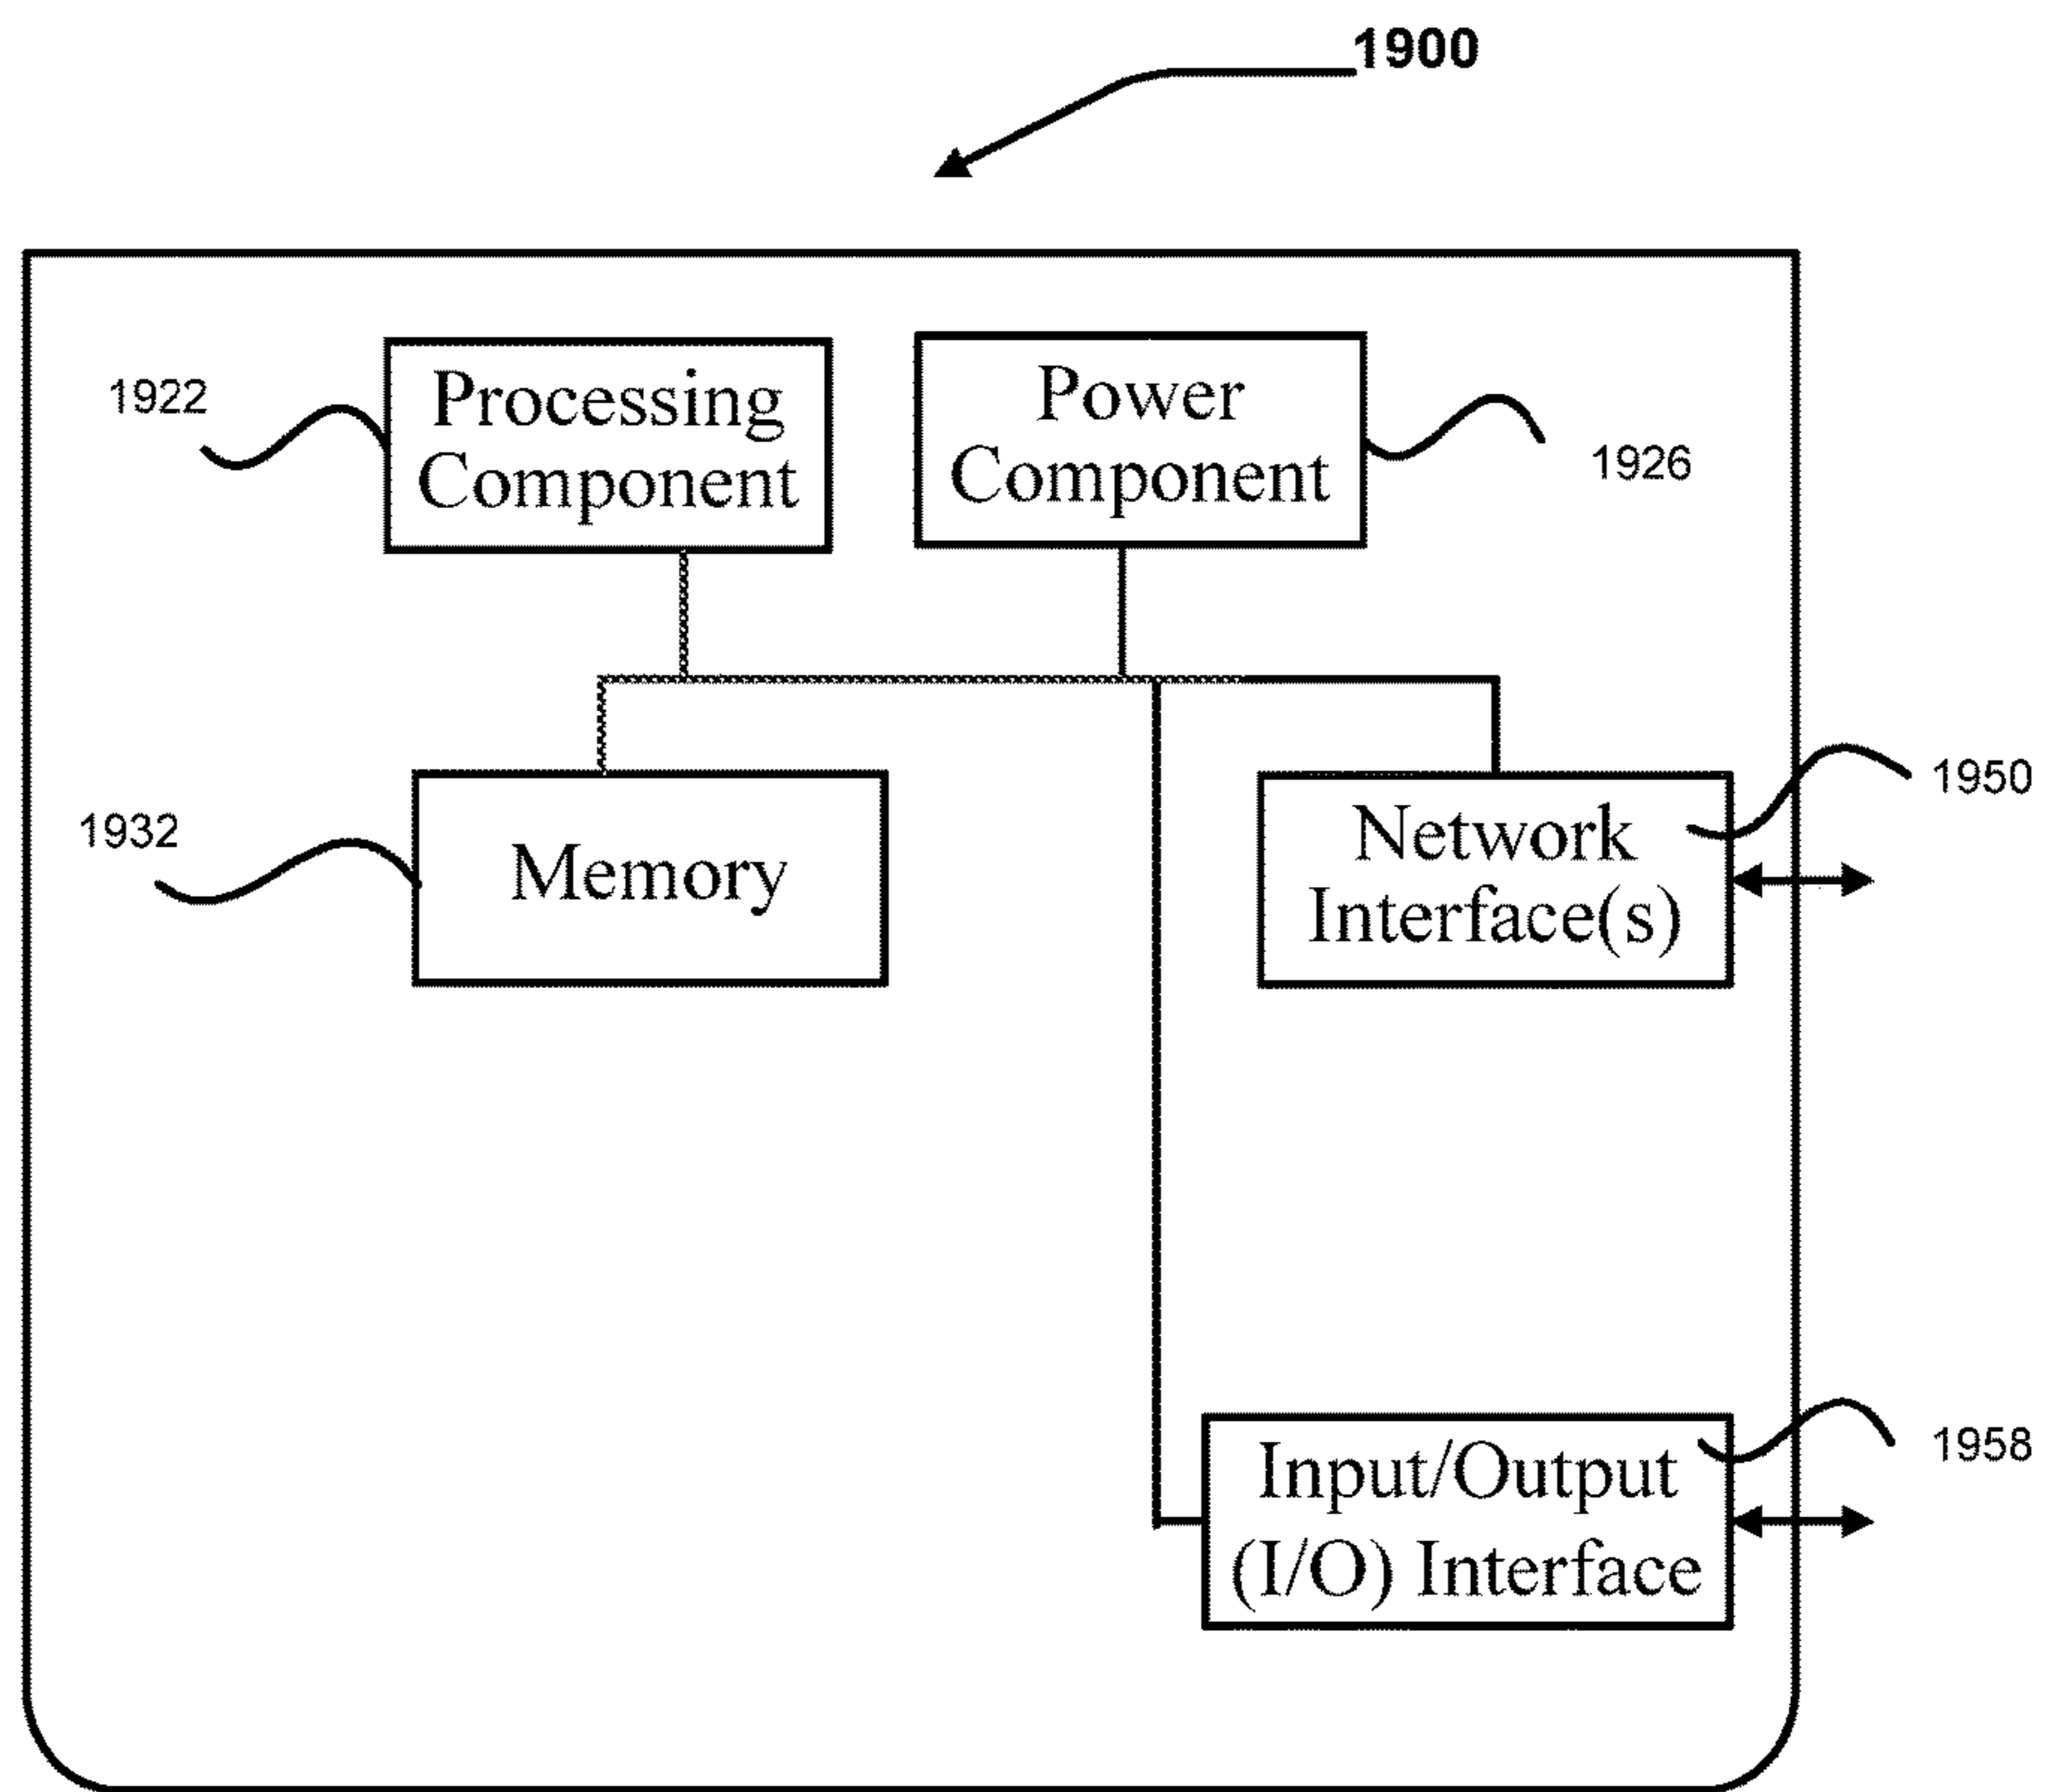 1900
1922
Processing
Component
Power
Component
1926
1932
Memory
Network
Interface(s)
1950
Input/Output
(I/O) Interface
1958